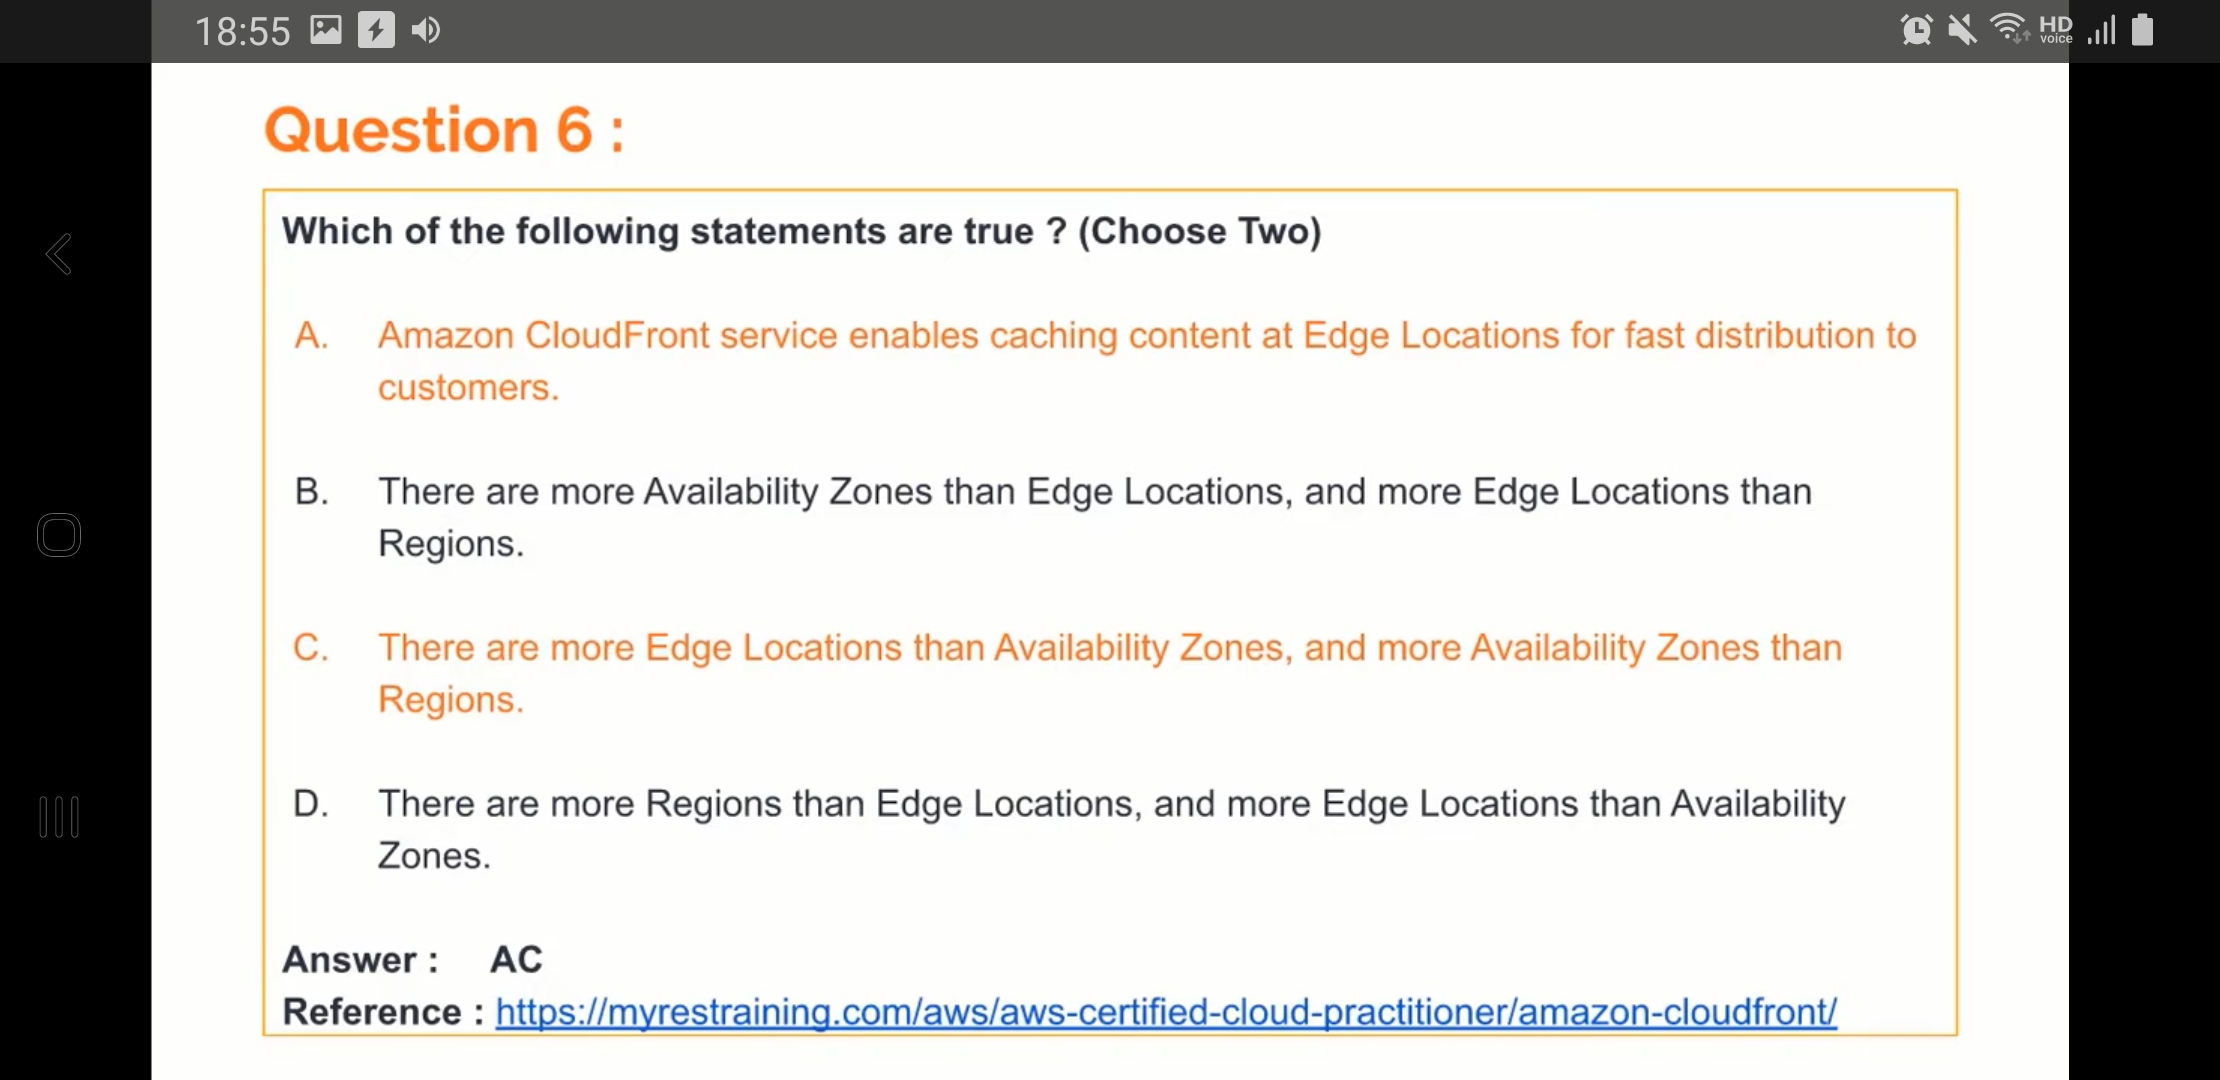 18:55
HD
voice
Question 6 :
Which of the following statements are true ? (Choose Two)
A. Amazon CloudFront service enables caching content at Edge Locations for fast distribution to
customers.
B. There are more Availability Zones than Edge Locations, and more Edge Locations than
Regions.
C. There are more Edge Locations than Availability Zones, and more Availability Zones than
Regions.
D. There are more Regions than Edge Locations, and more Edge Locations than Availability
Zones.
Answer : AC
Reference : https://myrestraining.com/aws/aws-certified-cloud-practitioner/amazon-cloudfront/